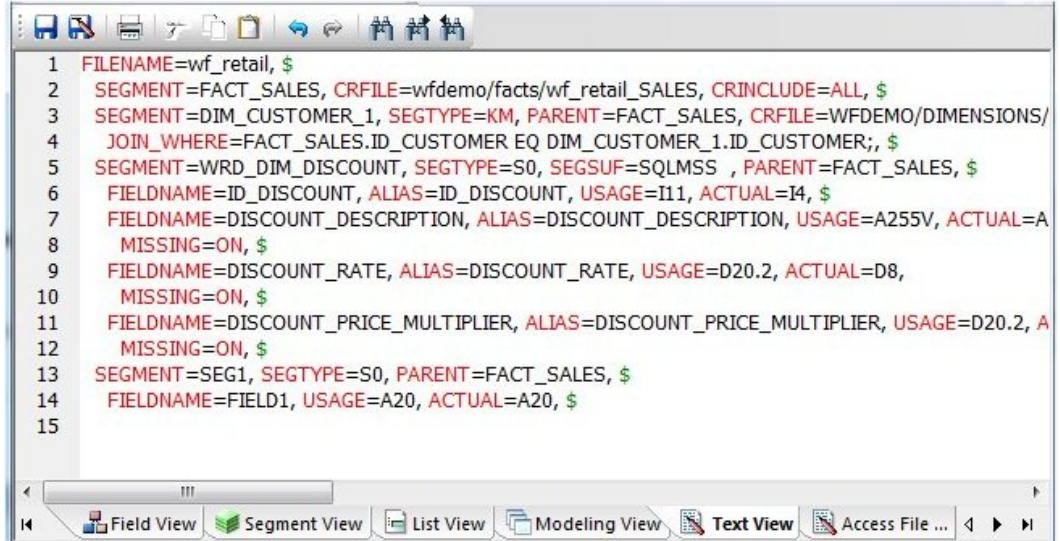 1 FILENAME=wf_retail, $
2 SEGMENT=FACT_SALES, CRFILE=wfdemo/facts/wf_retail_SALES, CRINCLUDE=ALL, $
3 SEGMENT=DIM_CUSTOMER_1, SEGTYPE=KM, PARENT=FACT_SALES, CRFILE=WFDEMO/DIMENSIONS/
4 JOIN_WHERE=FACT_SALES.ID_CUSTOMER EQ DIM_CUSTOMER_1.ID_CUSTOMER;, $
5 SEGMENT=WRD_DIM_DISCOUNT, SEGTYPE=S0, SEGSUF=SQLMSS , PARENT=FACT_SALES, $
6 FIELDNAME=ID_DISCOUNT, ALIAS=ID_DISCOUNT, USAGE=I11, ACTUAL=I4, $
7 FIELDNAME=DISCOUNT_DESCRIPTION, ALIAS=DISCOUNT_DESCRIPTION, USAGE=A255V, ACTUAL=A
8 MISSING=ON, $
9 FIELDNAME=DISCOUNT_RATE, ALIAS=DISCOUNT_RATE, USAGE=D20.2, ACTUAL=D8,
10 MISSING=ON, $
11 FIELDNAME=DISCOUNT_PRICE_MULTIPLIER, ALIAS=DISCOUNT_PRICE_MULTIPLIER, USAGE=D20.2, A
12 MISSING=ON, $
13 SEGMENT=SEG1, SEGTYPE=S0, PARENT=FACT_SALES, $
14 FIELDNAME=FIELD1, USAGE=A20, ACTUAL=A20, $
15
Field View Segment View List View Modeling View Text View Access File ...